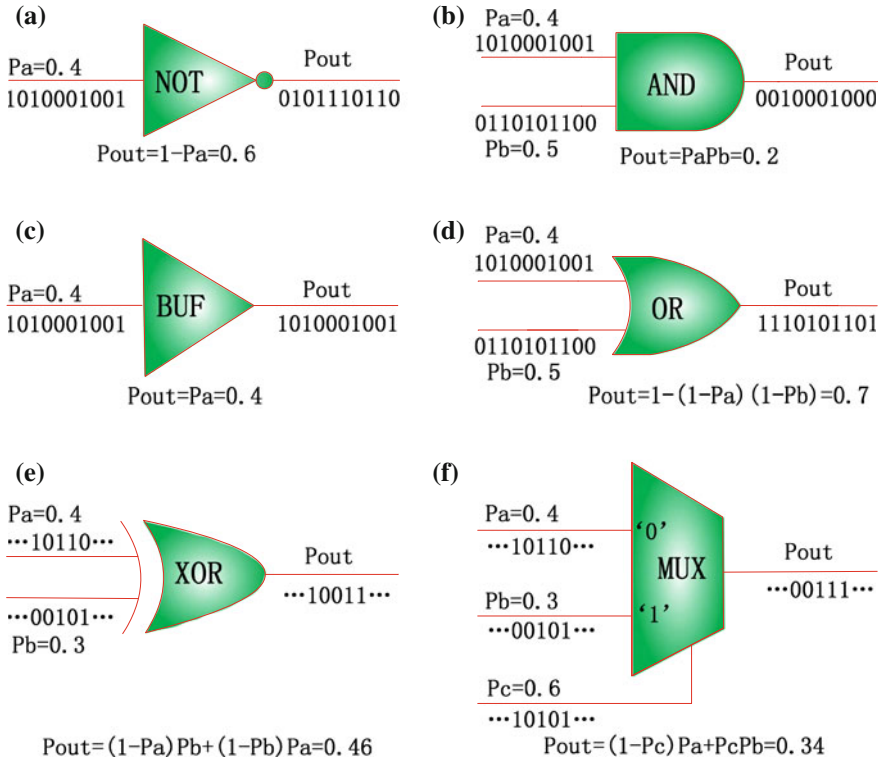 (a)
Pa=0.4
1010001001
NOT
Pout
0101110110
Pout=1-Pa=0.6
(b)
Pa=0.4
1010001001
0110101100
Pb=0.5
AND
Pout
0010001000
Pout=PaPb=0.2
(c)
Pa=0.4
1010001001
BUF
Pout
1010001001
Pout=Pa=0.4
(d)
Pa=0.4
1010001001
0110101100
Pb=0.5
OR
Pout
1110101101
Pout=1-(1-Pa)(1-Pb)=0.7
(e)
Pa=0.4
···10110···
···00101···
Pb=0.3
XOR
Pout
···10011···
Pout=(1-Pa)Pb+(1-Pb)Pa=0.46
(f)
Pa=0.4
···10110···
Pb=0.3
···00101···
Pc=0.6
···10101···
‘0’
MUX
‘1’
Pout
···00111···
Pout=(1-Pc)Pa+PcPb=0.34